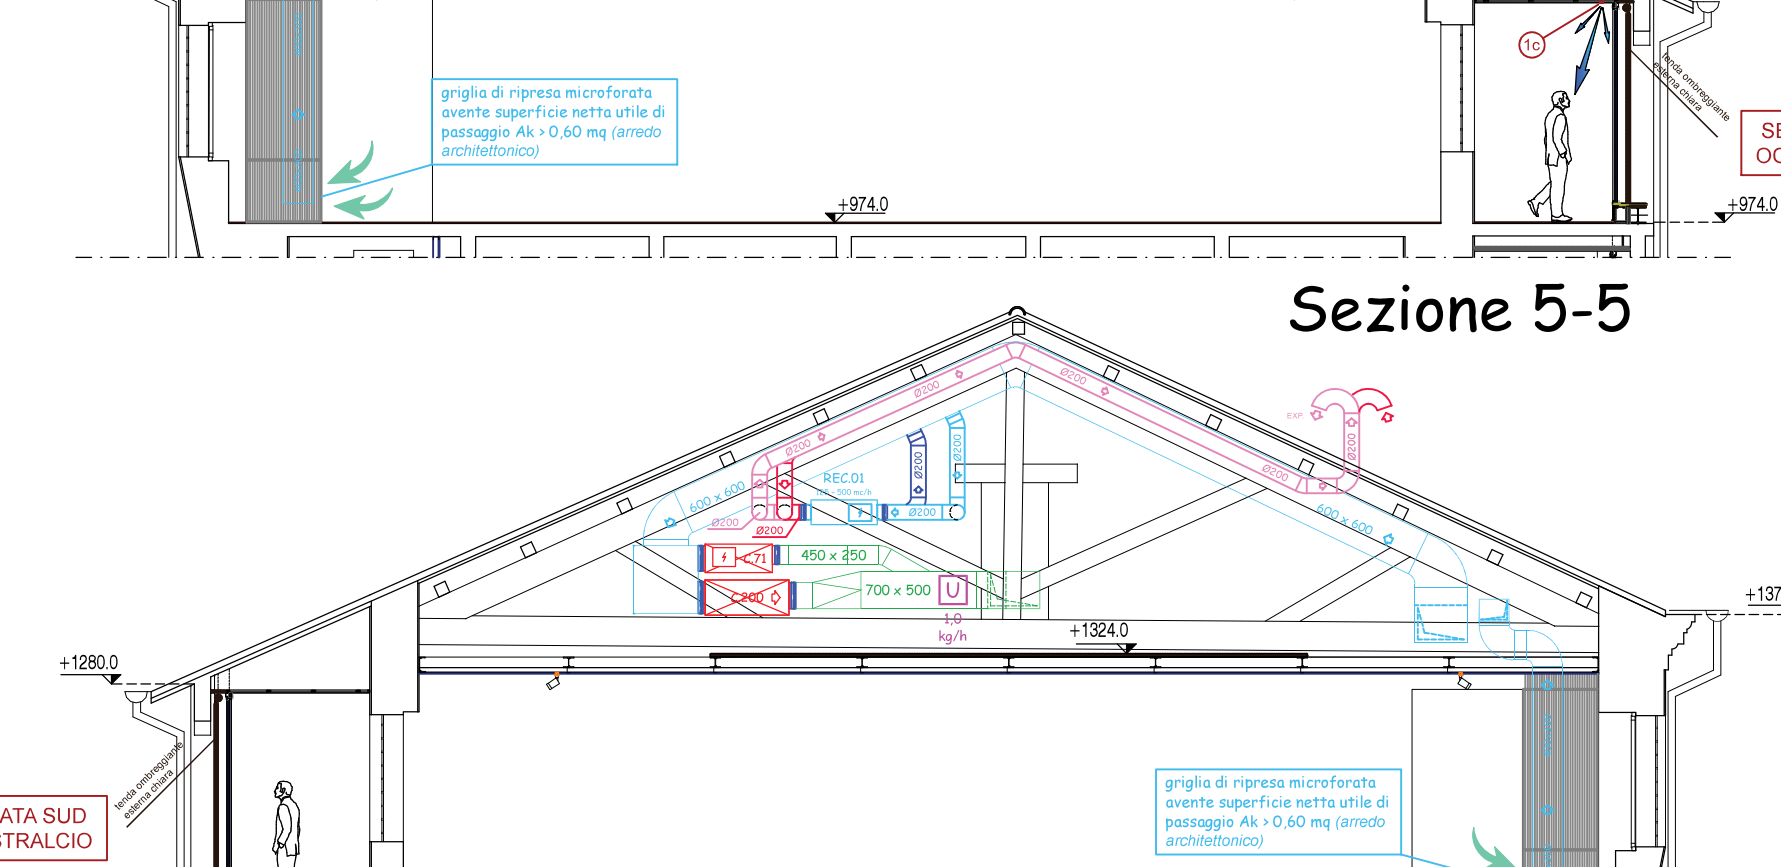 1c
tenda ombreggiante
esterna chiara
griglia di ripresa microforata
avente superficie netta utile di
passaggio Ak > 0,60 mq (arredo
architettonico)
SE
OC
+974.0
+974.0
Sezione 5-5
Ø200
Ø200
EXP.
Ø200
Ø200
Ø200
Ø200
Ø200
REC.01
600 x 600
Ø200
Ø200
Ø200
600 x 600
c.71
450 x 250
c.200
700 x 500
U
1,0
kg/h
+137
+1324.0
+1280.0
tenda ombreggiante
esterna chiara
griglia di ripresa microforata
avente superficie netta utile di
passaggio Ak > 0,60 mq (arredo
architettonico)
ATA SUD
STRALCIO